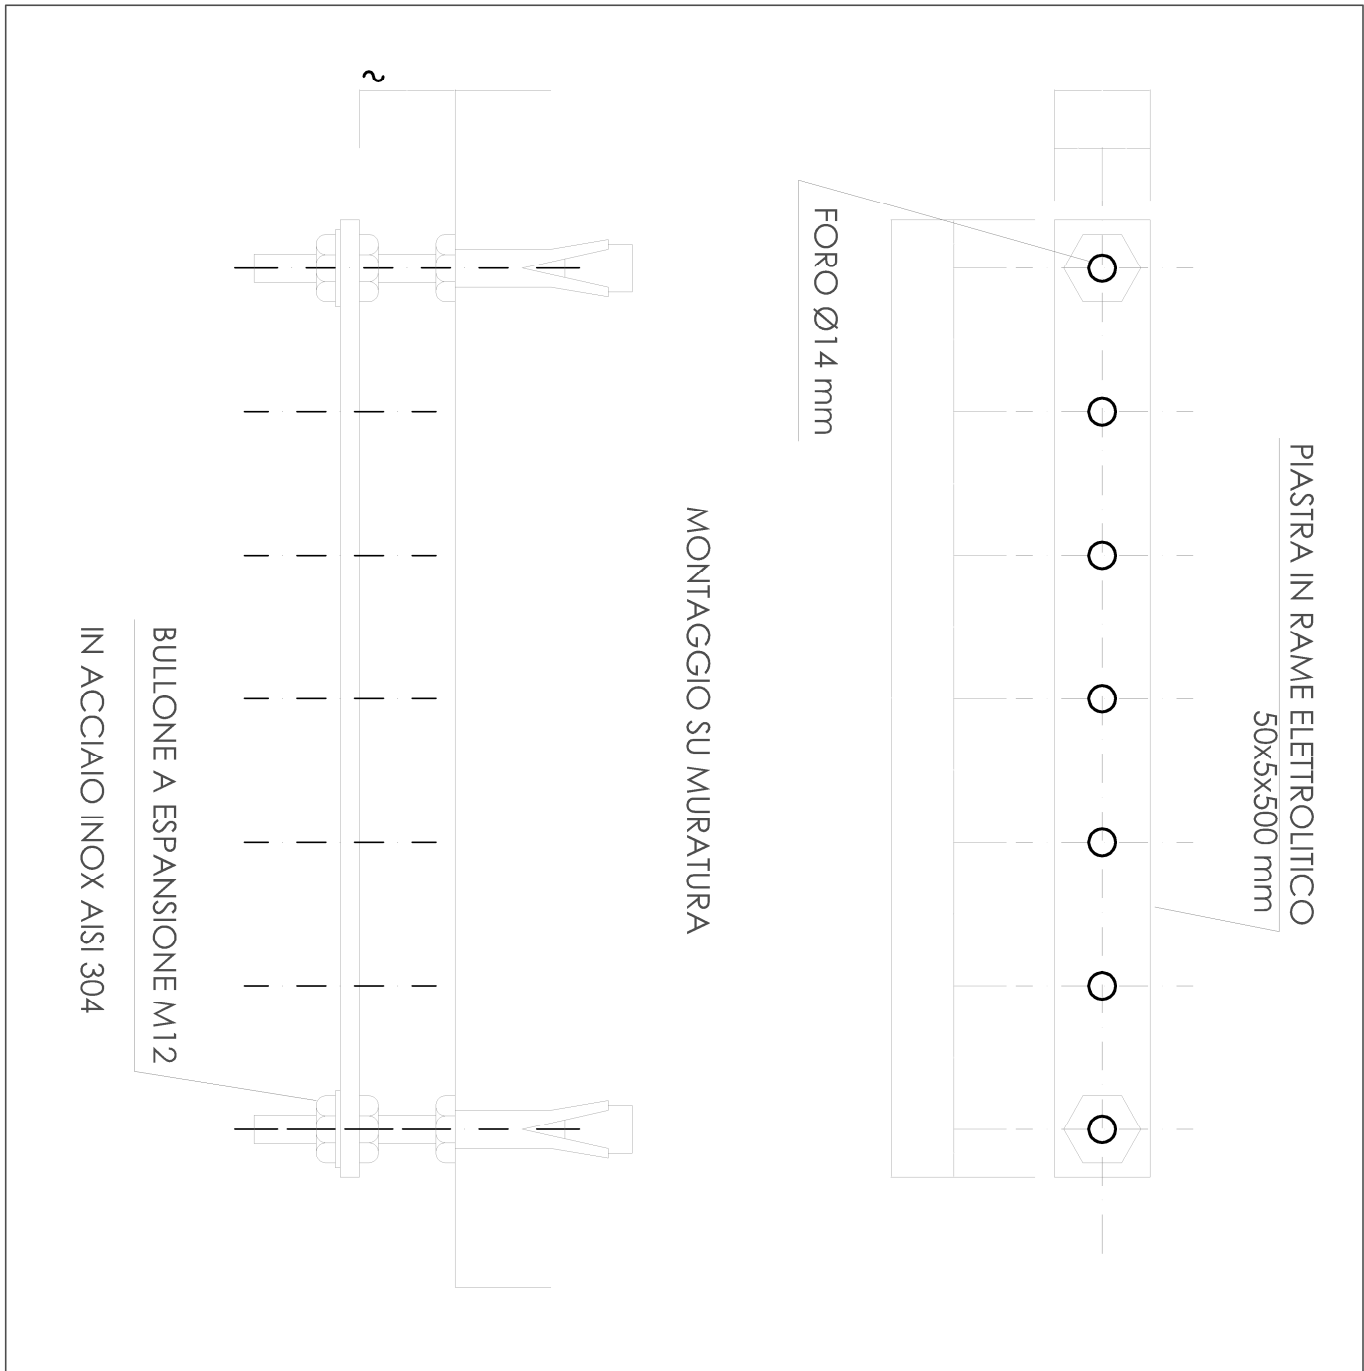 PIASTRA IN RAME ELETTROLITICO
50x5x500 mm
FORO Ø14 mm
MONTAGGIO SU MURATURA
BULLONE A ESPANSIONE M12
IN ACCIAIO INOX AISI 304
~